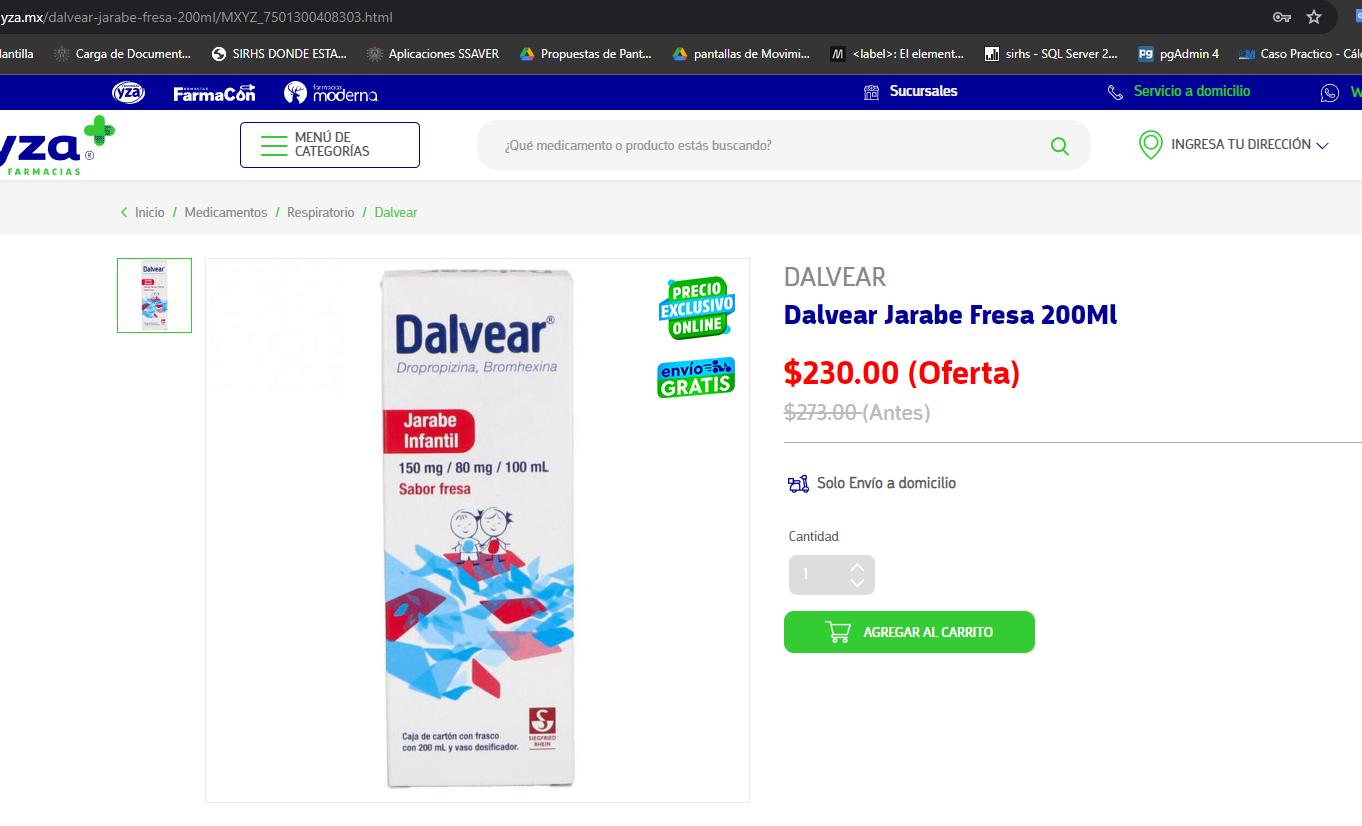 yza.mx/dalvear-jarabe-fresa-200ml/MXYZ_7501300408303.html
lantilla Carga de Document... SIRHS DONDE ESTA... Aplicaciones SSAVER Propuestas de Pant... pantallas de Movimi... M <label>: El element... sirhs - SQL Server 2... pg pgAdmin 4 Caso Practico - Cálc
yza FARMACIAS FarmaCón farmacias moderna Sucursales Servicio a domicilio W
yza®
FARMACIAS
MENÚ DE
CATEGORÍAS
¿Qué medicamento o producto estás buscando?
INGRESA TU DIRECCIÓN
Inicio / Medicamentos / Respiratorio / Dalvear
Dalvear
PRECIO
EXCLUSIVO
ONLINE
envío
GRATIS
Dalvear®
Dropropizina, Bromhexina
Jarabe
Infantil
150 mg / 80 mg / 100 mL
Sabor fresa
Caja de cartón con frasco
con 200 mL y vaso dosificador.
SIEGFRIED
RHEIN
DALVEAR
Dalvear Jarabe Fresa 200Ml
$230.00 (Oferta)
$273.00 (Antes)
Solo Envío a domicilio
Cantidad
1
AGREGAR AL CARRITO